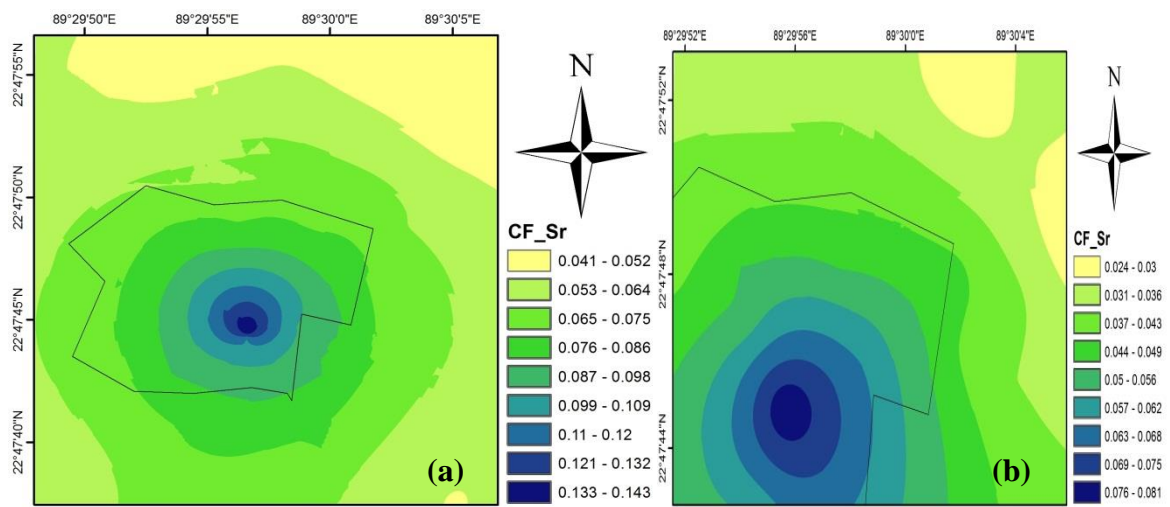 89°29'50"E 89°29'55"E 89°30'0"E 89°30'5"E
22°47'55"N
22°47'50"N
22°47'45"N
22°47'40"N
N
CF_Sr
0.041 - 0.052
0.053 - 0.064
0.065 - 0.075
0.076 - 0.086
0.087 - 0.098
0.099 - 0.109
0.11 - 0.12
0.121 - 0.132
0.133 - 0.143
(a)
89°29'52"E 89°29'56"E 89°30'0"E 89°30'4"E
22°47'52"N
22°47'48"N
22°47'44"N
N
CF_Sr
0.024 - 0.03
0.031 - 0.036
0.037 - 0.043
0.044 - 0.049
0.05 - 0.056
0.057 - 0.062
0.063 - 0.068
0.069 - 0.075
0.076 - 0.081
(b)